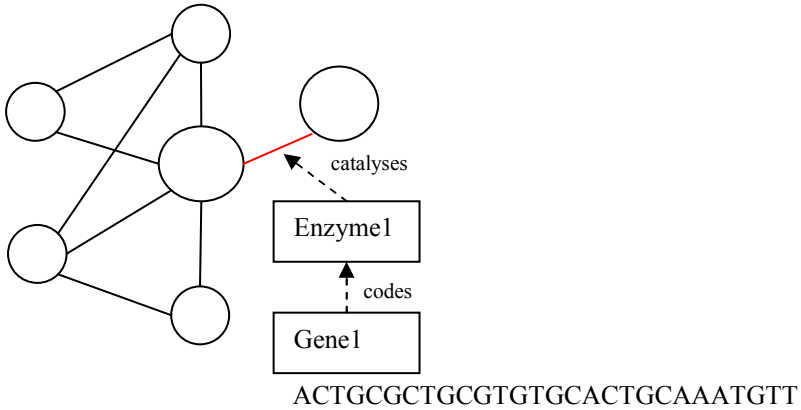 catalyses
Enzyme1
codes
Gene1
ACTGCGCTGCGTGTGCACTGCAAATGTT